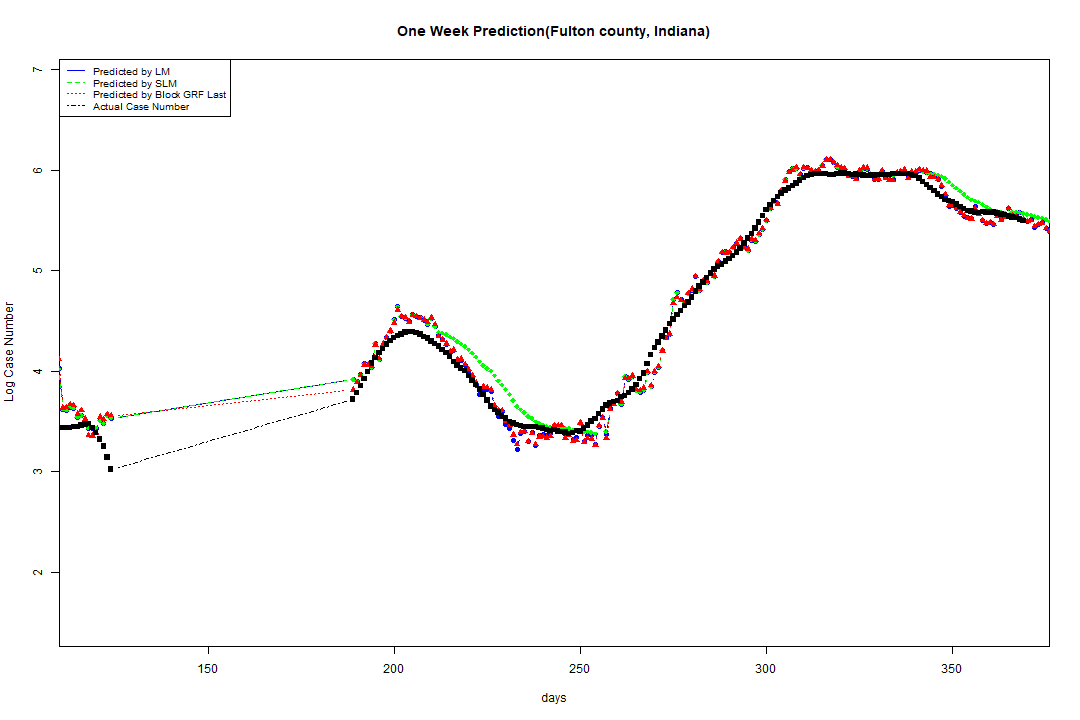 One Week Prediction(Fulton county, Indiana)
Predicted by LM
Predicted by SLM
Predicted by Block GRF Last
Actual Case Number
Log Case Number
7
6
5
4
3
2
150
200
250
300
350
days